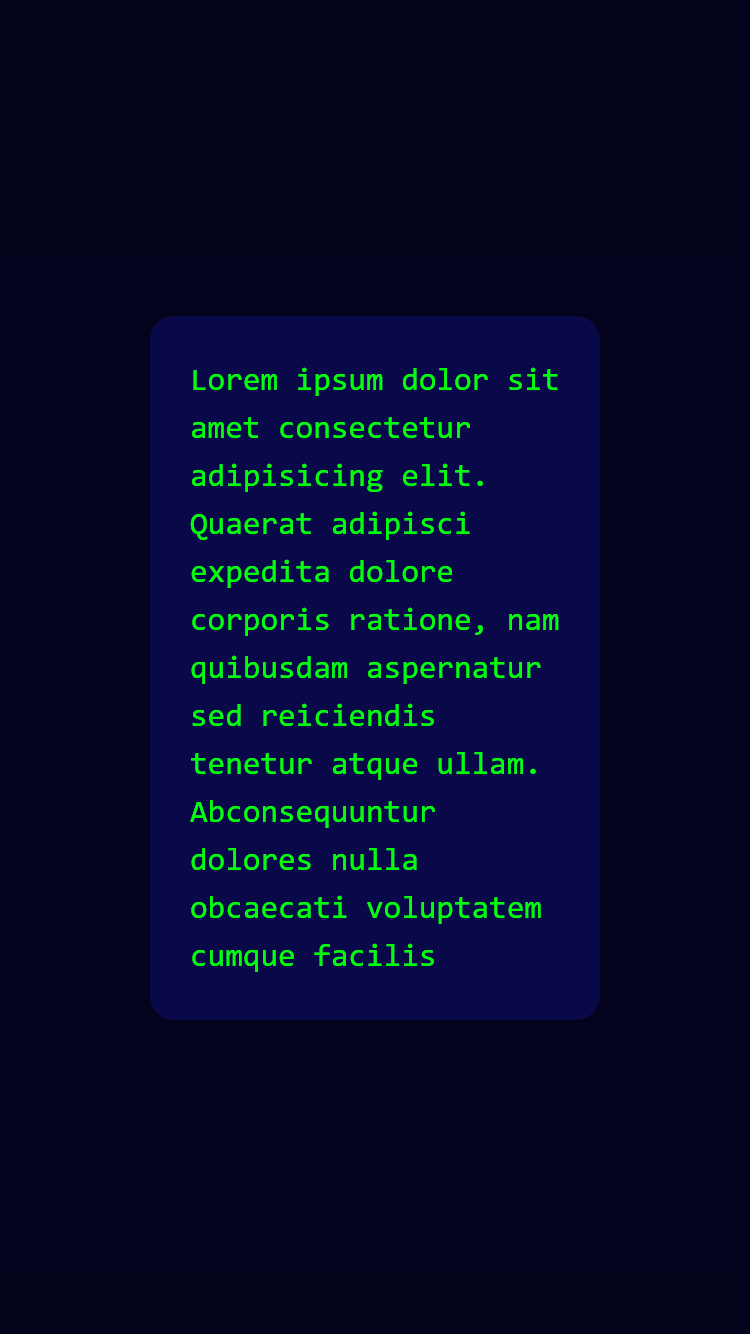 Lorem ipsum dolor sit
amet consectetur
adipisicing elit.
Quaerat adipisci
expedita dolore
corporis ratione, nam
quibusdam aspernatur
sed reiciendis
tenetur atque ullam.
Abconsequuntur
dolores nulla
obcaecati voluptatem
cumque facilis